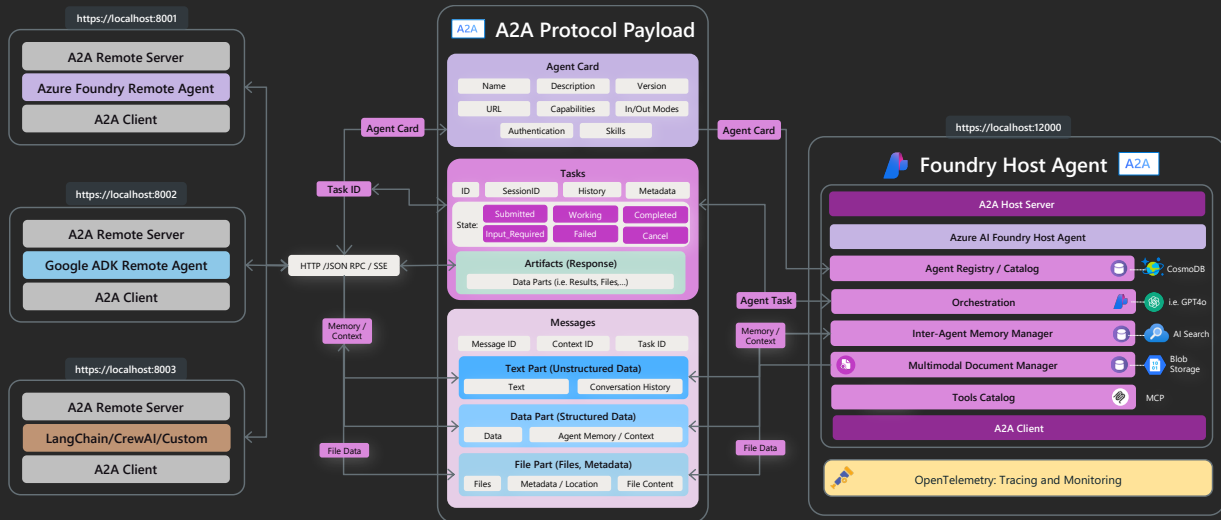 https://localhost:8001
A2A Remote Server
Azure Foundry Remote Agent
A2A Client
https://localhost:8002
A2A Remote Server
Google ADK Remote Agent
A2A Client
https://localhost:8003
A2A Remote Server
LangChain/CrewAI/Custom
A2A Client
Agent Card
Task ID
HTTP /JSON RPC / SSE
Memory /
Context
File Data
A2A
A2A Protocol Payload
Agent Card
Name
Description
Version
URL
Capabilities
In/Out Modes
Authentication
Skills
Tasks
ID
SessionID
History
Metadata
State:
Submitted
Working
Completed
Input_Required
Failed
Cancel
Artifacts (Response)
Data Parts (i.e. Results, Files,...)
Messages
Message ID
Context ID
Task ID
Text Part (Unstructured Data)
Text
Conversation History
Data Part (Structured Data)
Data
Agent Memory / Context
File Part (Files, Metadata)
Files
Metadata / Location
File Content
Agent Card
Agent Task
Memory /
Context
File Data
https://localhost:12000
Foundry Host Agent
A2A
A2A Host Server
Azure AI Foundry Host Agent
Agent Registry / Catalog
CosmoDB
Orchestration
i.e. GPT4o
Inter-Agent Memory Manager
AI Search
Multimodal Document Manager
Blob
Storage
Tools Catalog
MCP
A2A Client
OpenTelemetry: Tracing and Monitoring